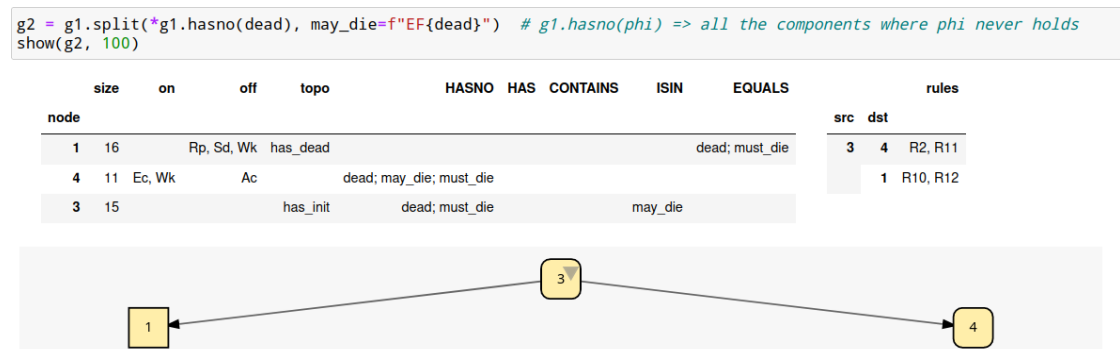 g2 = g1.split(*g1.hasno(dead), may_die=f"EF{dead}")  # g1.hasno(phi) => all the components where phi never holds
show(g2, 100)
size on off topo HASNO HAS CONTAINS ISIN EQUALS rules
node src dst
1 16 Rp, Sd, Wk has_dead dead; must_die 3 4 R2, R11
4 11 Ec, Wk Ac dead; may_die; must_die 1 R10, R12
3 15 has_init dead; must_die may_die
3
1 4